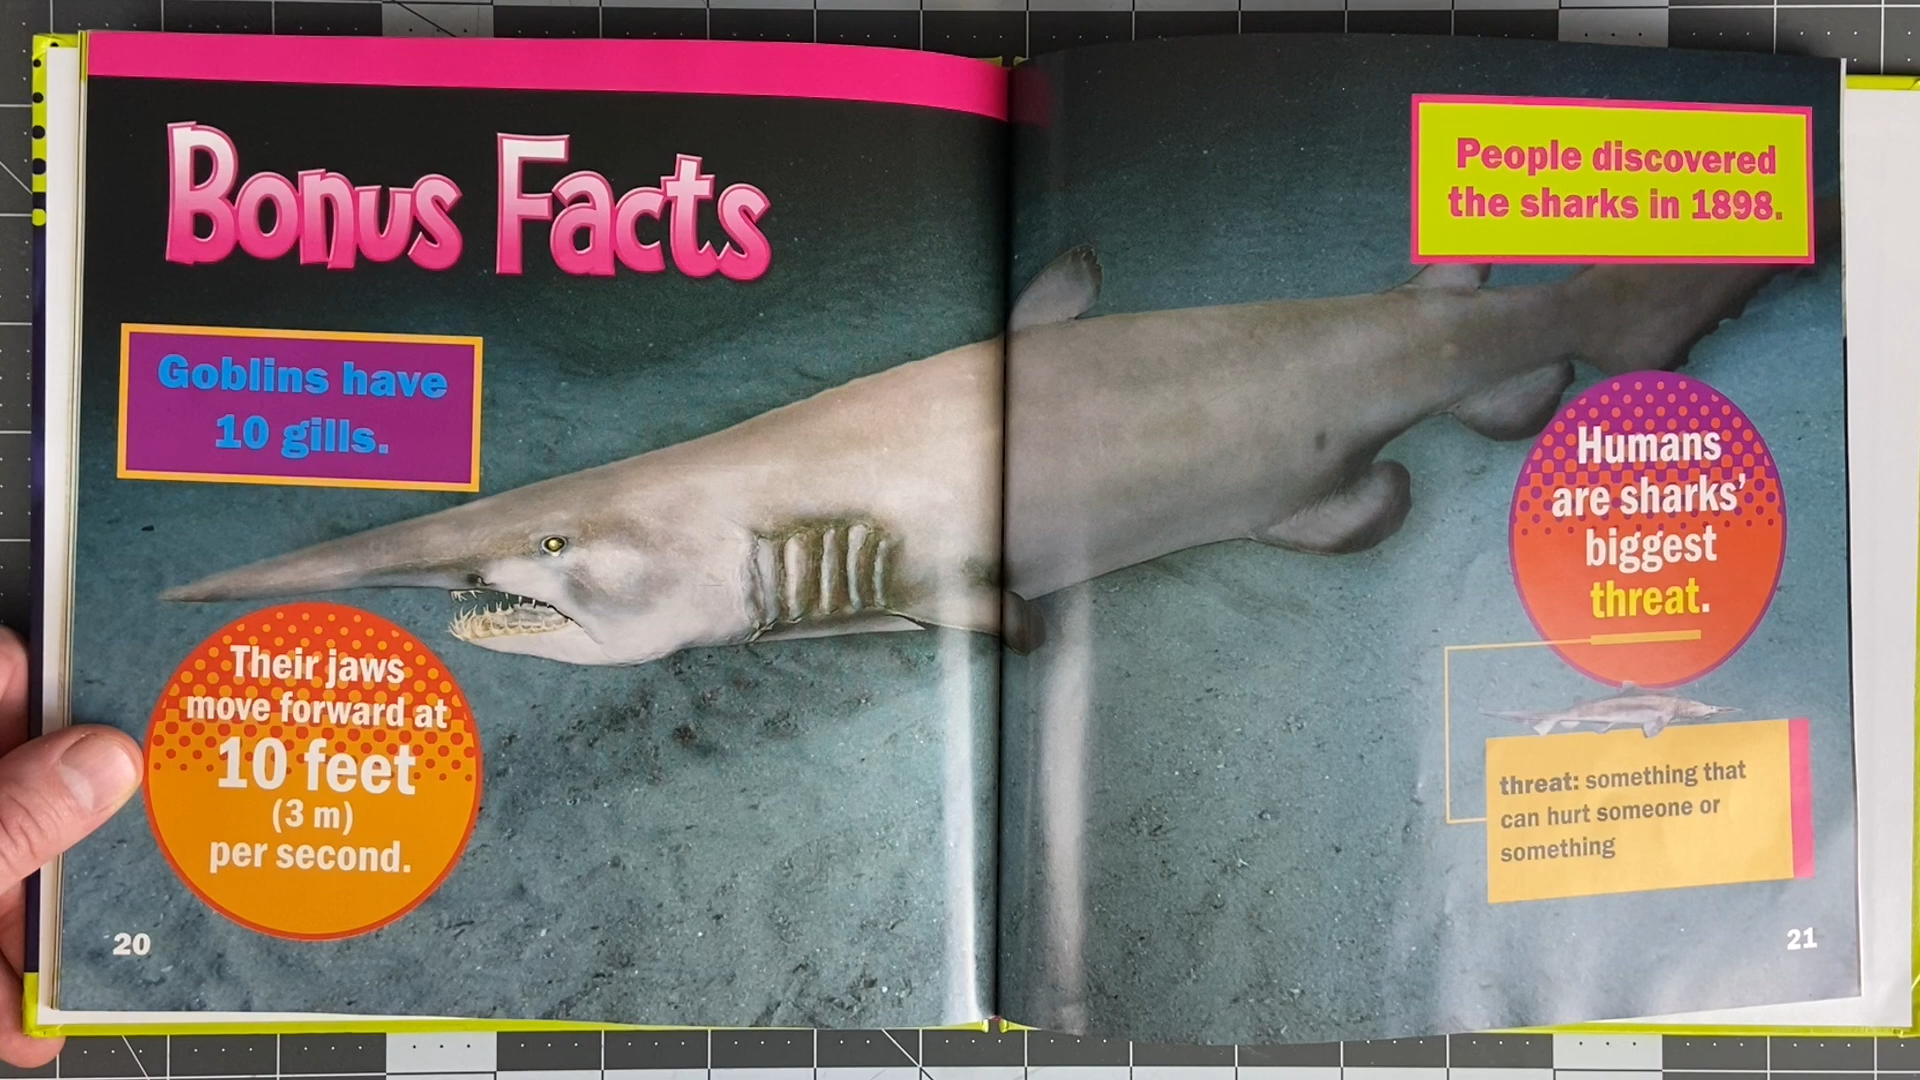 Bonus Facts
Goblins have
10 gills.
Their jaws
move forward at
10 feet
(3 m)
per second.
20
People discovered
the sharks in 1898.
Humans
are sharks’
biggest
threat.
threat: something that
can hurt someone or
something
21